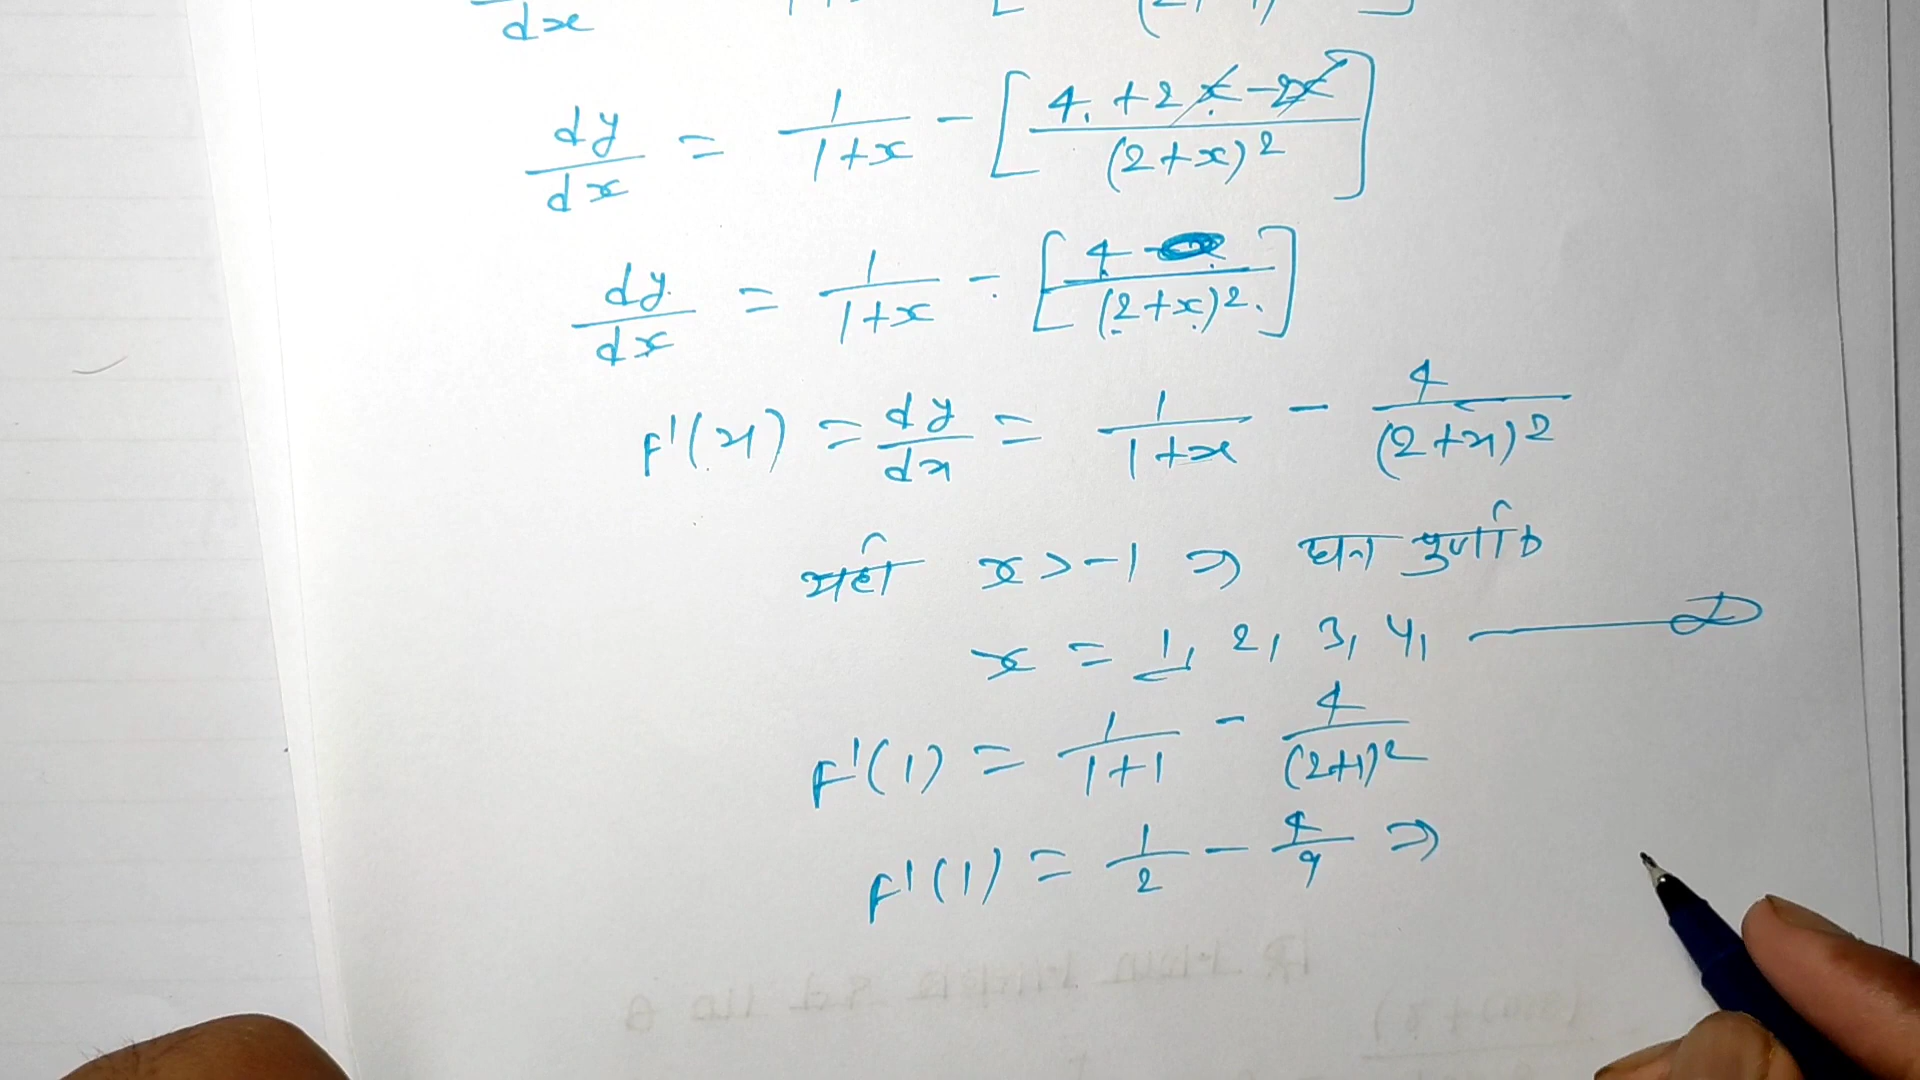 dx
dy/dx = 1/(1+x) - [(4 + 2x - 2x)/(2+x)²]
dy/dx = 1/(1+x) - [4/(2+x)²]
F'(x) = dy/dx = 1/(1+x) - 4/(2+x)²
यहाँ x > -1 ⇒ घन पुर्णांक
x = 1, 2, 3, 4,
F'(1) = 1/(1+1) - 4/(2+1)²
F'(1) = 1/2 - 4/9 ⇒